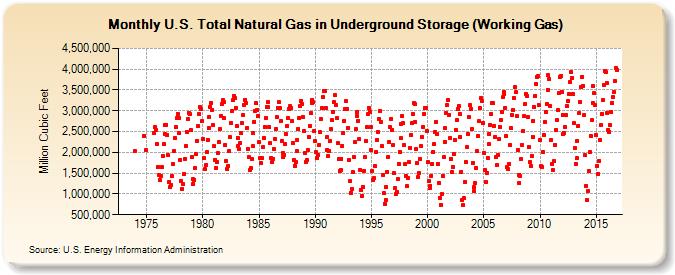 Monthly U.S. Total Natural Gas in Underground Storage (Working Gas)
Million Cubic Feet
4,500,000
4,000,000
3,500,000
3,000,000
2,500,000
2,000,000
1,500,000
1,000,000
500,000
1975 1980 1985 1990 1995 2000 2005 2010 2015
Source: U.S. Energy Information Administration